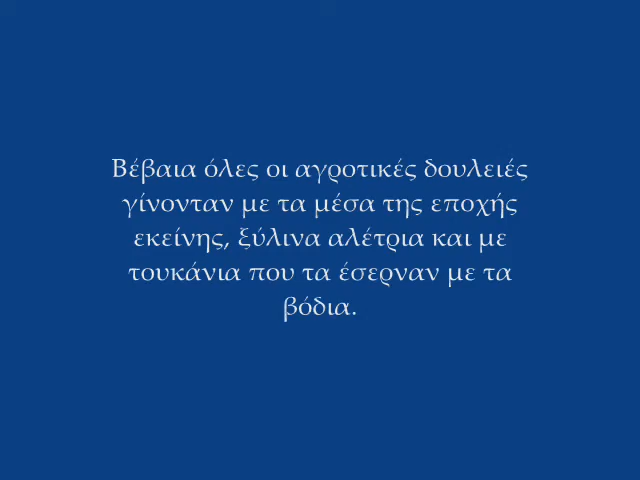 Βέβαια όλες οι αγροτικές δουλειές
γίνονταν με τα μέσα της εποχής
εκείνης, ξύλινα αλέτρια και με
τουκάνια που τα έσερναν με τα
βόδια.